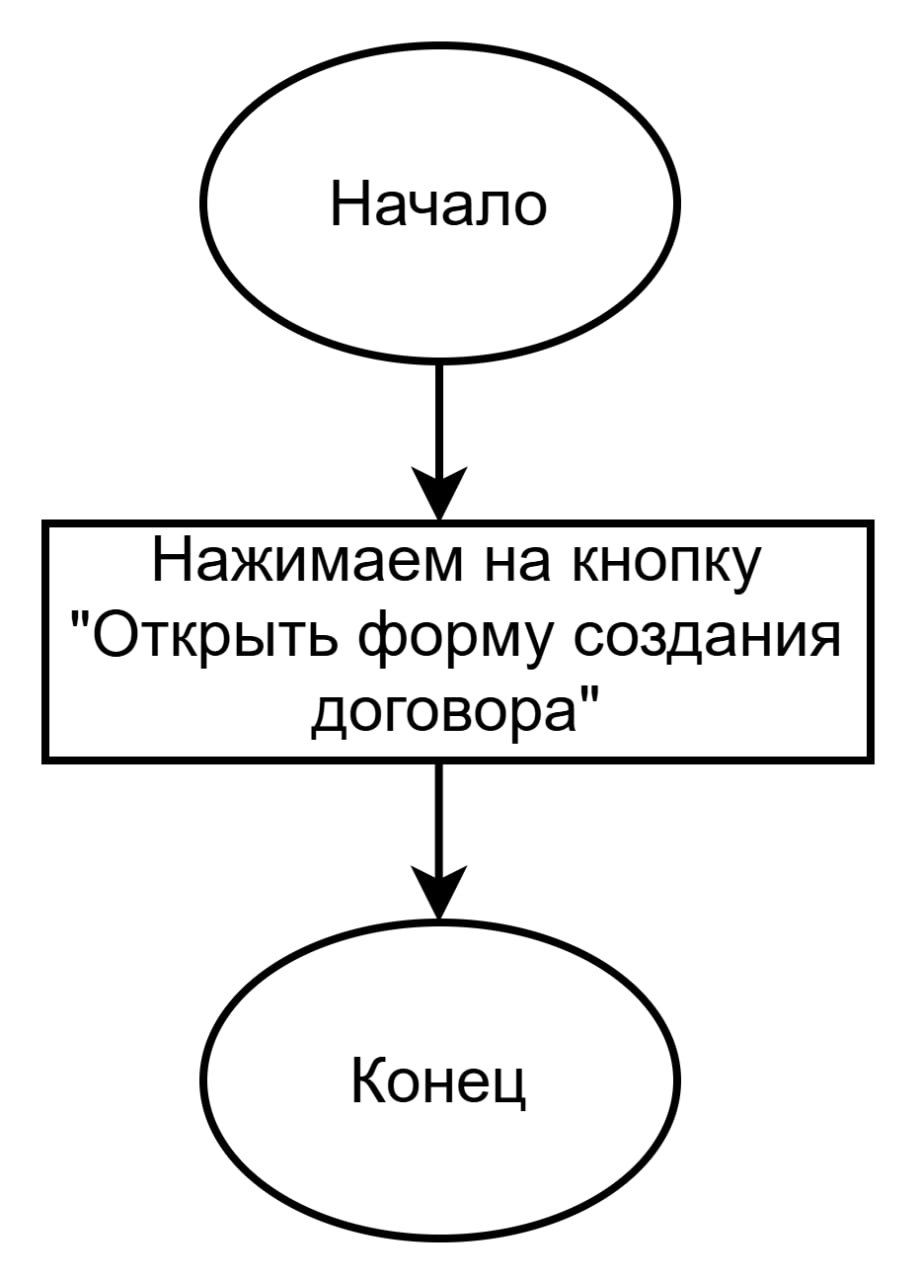 Начало
Нажимаем на кнопку
"Открыть форму создания
договора"
Конец